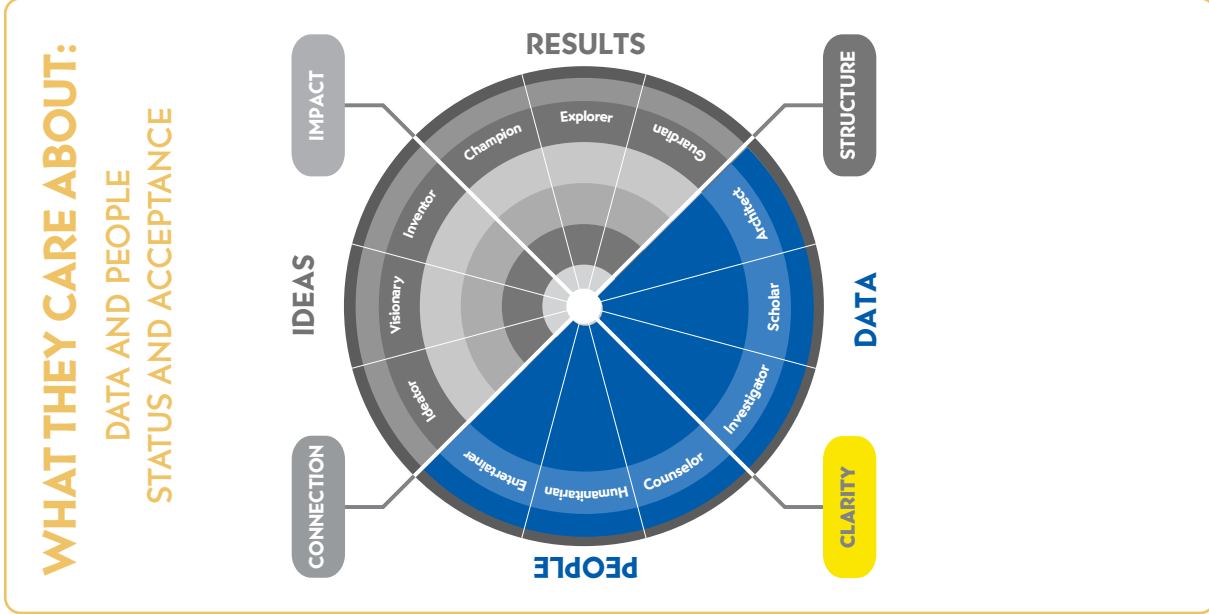 WHAT THEY CARE ABOUT:
DATA AND PEOPLE
STATUS AND ACCEPTANCE
RESULTS
IMPACT
STRUCTURE
Champion
Explorer
Guardian
Inventor
Architect
IDEAS
Visionary
Scholar
DATA
Ideator
Investigator
Entertainer
Humanitarian
Counselor
CONNECTION
CLARITY
PEOPLE